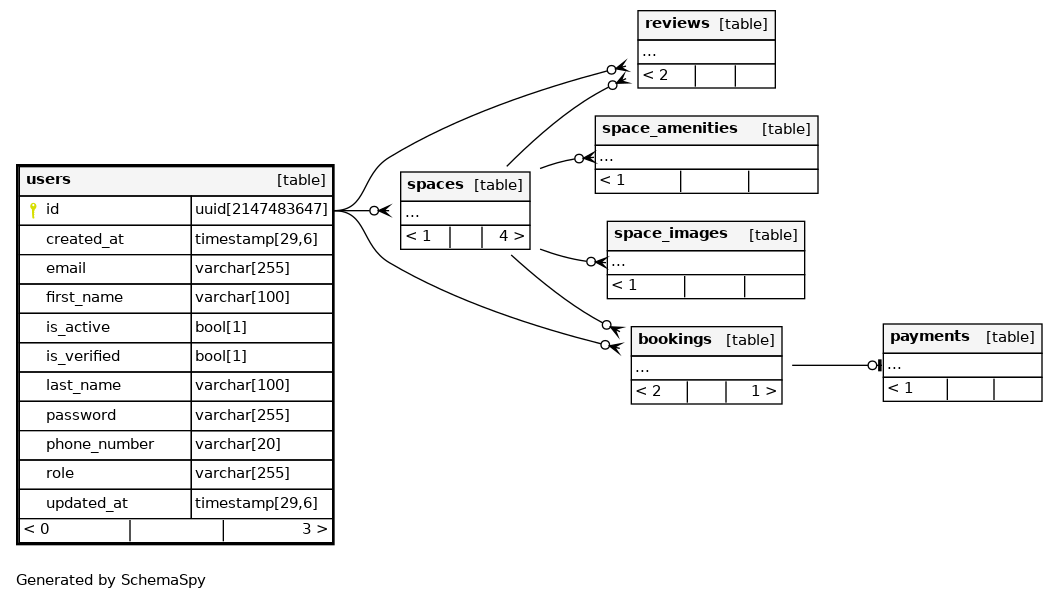 reviews [table]
...
< 2
space_amenities [table]
...
< 1
users [table]
id uuid[2147483647]
created_at timestamp[29,6]
email varchar[255]
first_name varchar[100]
is_active bool[1]
is_verified bool[1]
last_name varchar[100]
password varchar[255]
phone_number varchar[20]
role varchar[255]
updated_at timestamp[29,6]
< 0 3 >
spaces [table]
...
< 1 4 >
space_images [table]
...
< 1
bookings [table]
...
< 2 1 >
payments [table]
...
< 1
Generated by SchemaSpy